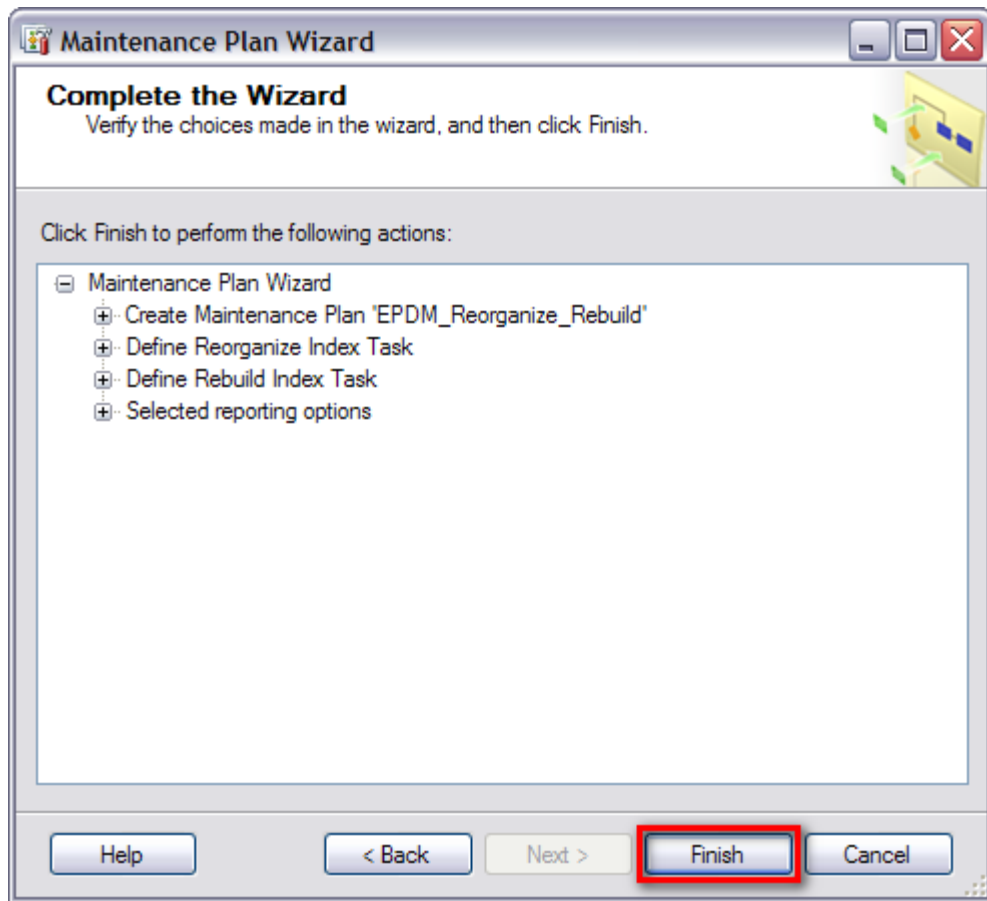 Maintenance Plan Wizard
Complete the Wizard
Verify the choices made in the wizard, and then click Finish.
Click Finish to perform the following actions:
Maintenance Plan Wizard
Create Maintenance Plan "EPDM_Reorganize_Rebuild"
Define Reorganize Index Task
Define Rebuild Index Task
Selected reporting options
Help
< Back
Next >
Finish
Cancel